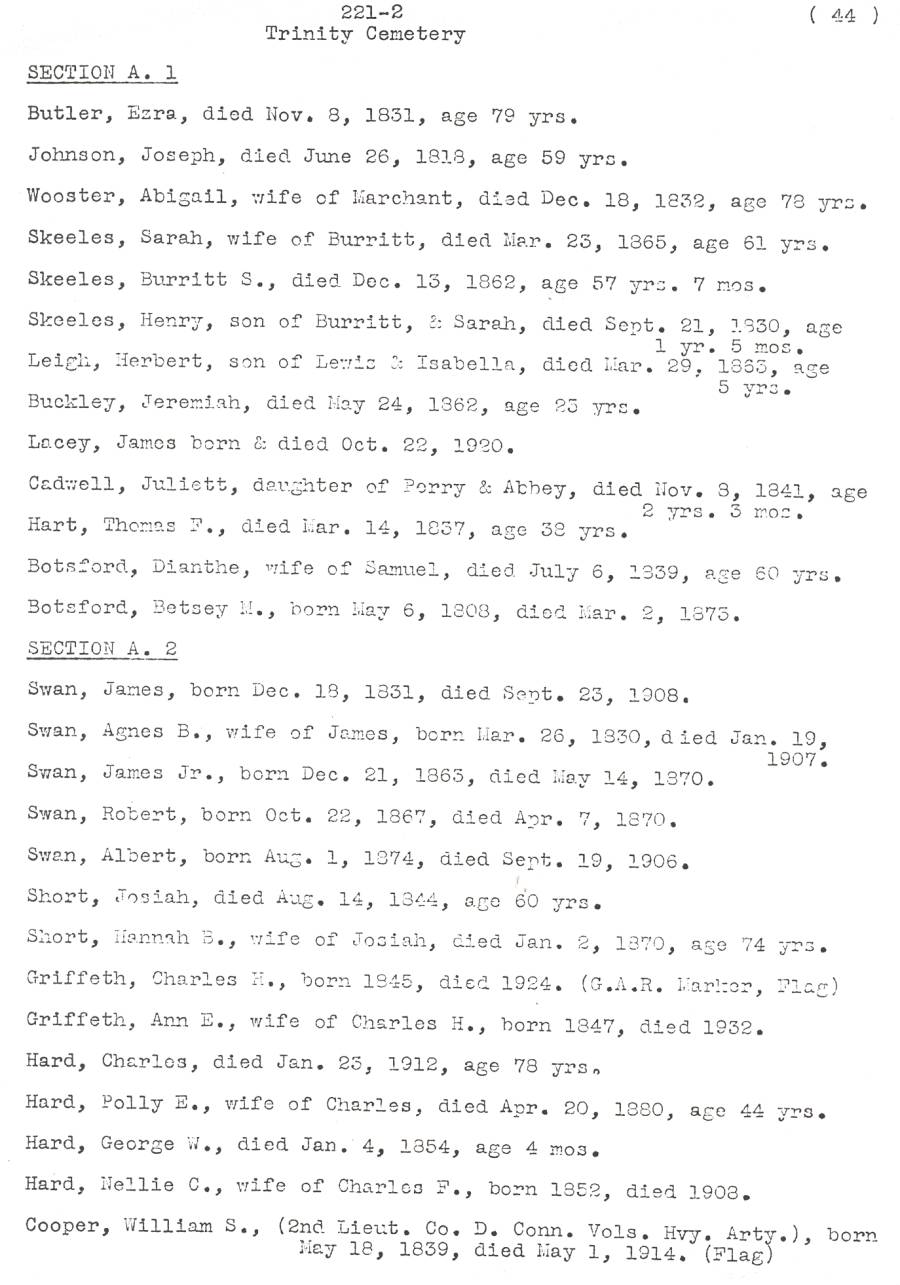 221-2
( 44 )
Trinity Cemetery
SECTION A. 1
Butler, Ezra, died Nov. 8, 1831, age 79 yrs.
Johnson, Joseph, died June 26, 1818, age 59 yrs.
Wooster, Abigail, wife of Marchant, died Dec. 18, 1832, age 78 yrs.
Skeeles, Sarah, wife of Burritt, died Mar. 23, 1865, age 61 yrs.
Skeeles, Burritt S., died Dec. 13, 1862, age 57 yrs. 7 mos.
Skeeles, Henry, son of Burritt, & Sarah, died Sept. 21, 1830, age
1 yr. 5 mos.
Leigh, Herbert, son of Lewis & Isabella, died Mar. 29, 1863, age
5 yrs.
Buckley, Jeremiah, died May 24, 1862, age 23 yrs.
Lacey, James born & died Oct. 22, 1920.
Cadwell, Juliett, daughter of Perry & Abbey, died Nov. 8, 1841, age
2 yrs. 3 mos.
Hart, Thomas F., died Mar. 14, 1837, age 38 yrs.
Botsford, Dianthe, wife of Samuel, died July 6, 1839, age 60 yrs.
Botsford, Betsey M., born May 6, 1808, died Mar. 2, 1873.
SECTION A. 2
Swan, James, born Dec. 18, 1831, died Sept. 23, 1908.
Swan, Agnes B., wife of James, born Mar. 26, 1830, died Jan. 19,
1907.
Swan, James Jr., born Dec. 21, 1863, died May 14, 1870.
Swan, Robert, born Oct. 22, 1867, died Apr. 7, 1870.
Swan, Albert, born Aug. 1, 1874, died Sept. 19, 1906.
Short, Josiah, died Aug. 14, 1844, age 60 yrs.
Short, Hannah B., wife of Josiah, died Jan. 2, 1870, age 74 yrs.
Griffeth, Charles H., born 1845, died 1924. (G.A.R. Marker, Flag)
Griffeth, Ann E., wife of Charles H., born 1847, died 1932.
Hard, Charles, died Jan. 23, 1912, age 78 yrs.
Hard, Polly E., wife of Charles, died Apr. 20, 1880, age 44 yrs.
Hard, George W., died Jan. 4, 1854, age 4 mos.
Hard, Nellie C., wife of Charles F., born 1852, died 1908.
Cooper, William S., (2nd Lieut. Co. D. Conn. Vols. Hvy. Arty.), born
May 18, 1839, died May 1, 1914. (Flag)